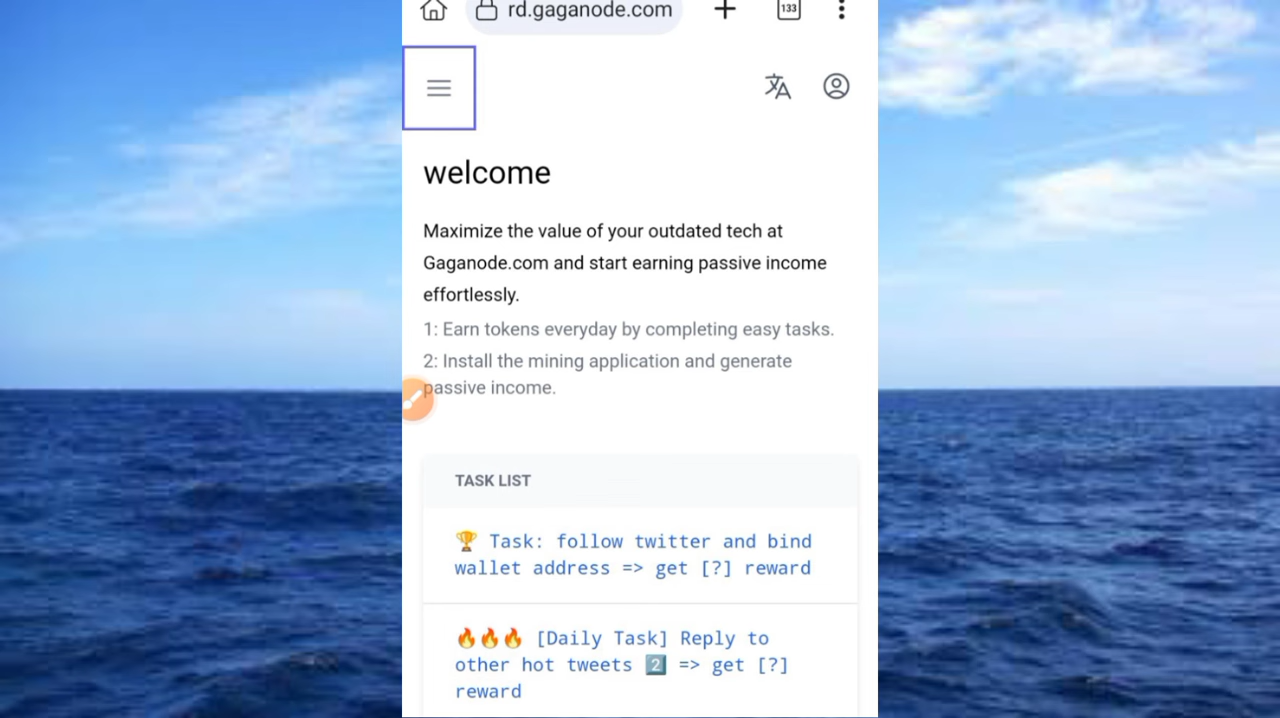 rd.gaganode.com
133
welcome
Maximize the value of your outdated tech at
Gaganode.com and start earning passive income
effortlessly.
1: Earn tokens everyday by completing easy tasks.
2: Install the mining application and generate
passive income.
TASK LIST
🏆 Task: follow twitter and bind
wallet address => get [?] reward
🔥🔥🔥 [Daily Task] Reply to
other hot tweets 2️⃣ => get [?]
reward